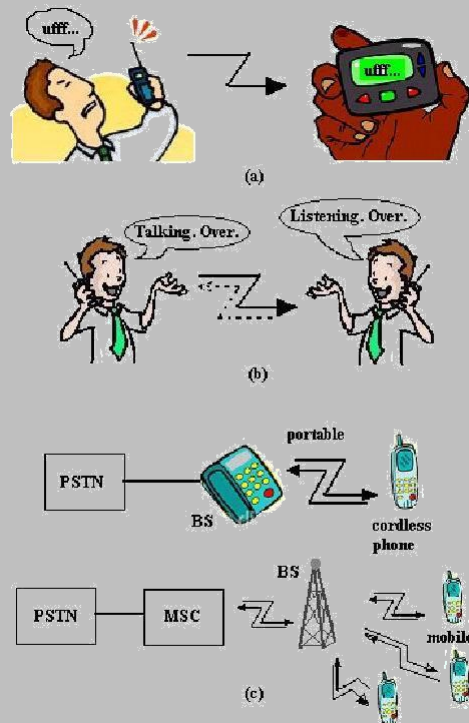 ufff...
ufff...
(a)
Talking. Over.
Listening. Over.
(b)
portable
PSTN
BS
cordless
phone
BS
PSTN
MSC
mobile
(c)